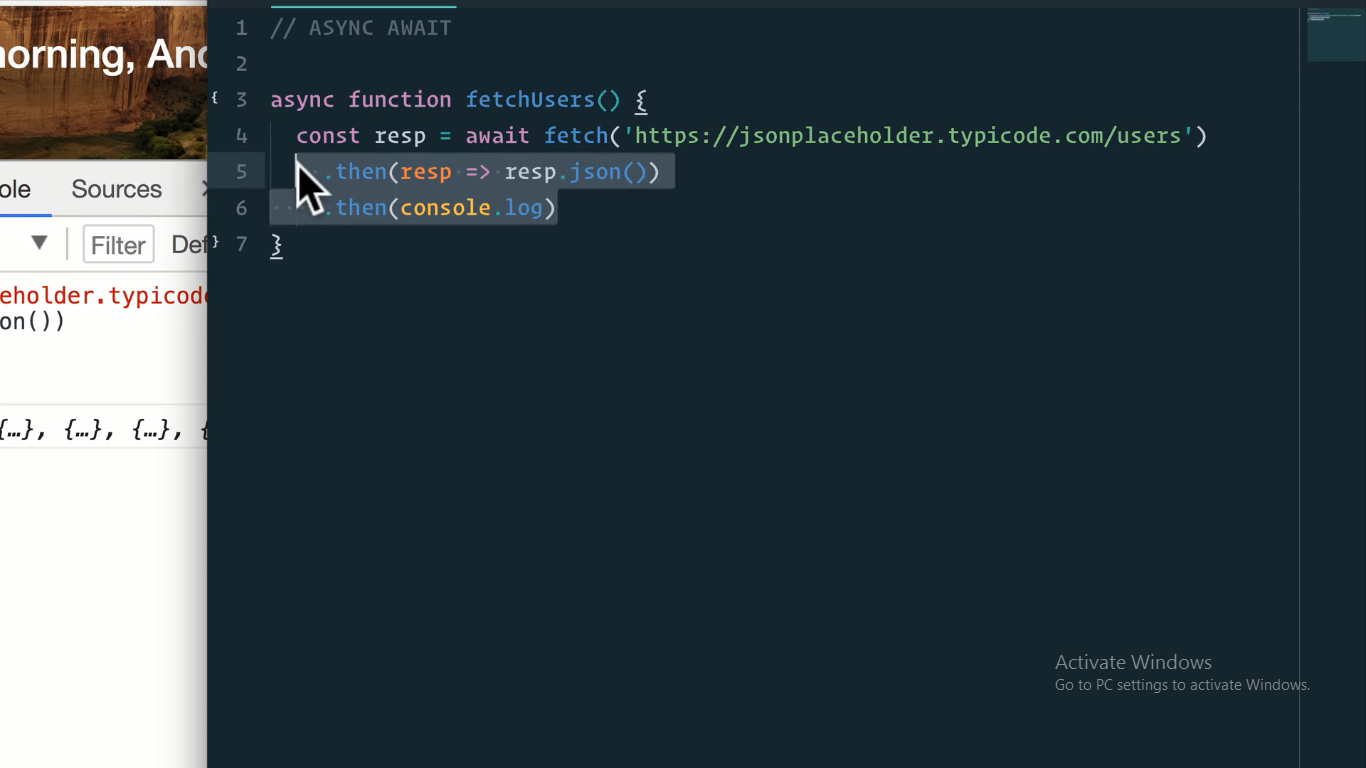 morning, And
ole Sources
Filter Def
eholder.typicode
on())
{…}, {…}, {…}, {
1 // ASYNC AWAIT
2
{ 3 async function fetchUsers() {
4 const resp = await fetch('https://jsonplaceholder.typicode.com/users')
5 .then(resp => resp.json())
6 .then(console.log)
} 7 }
Activate Windows
Go to PC settings to activate Windows.